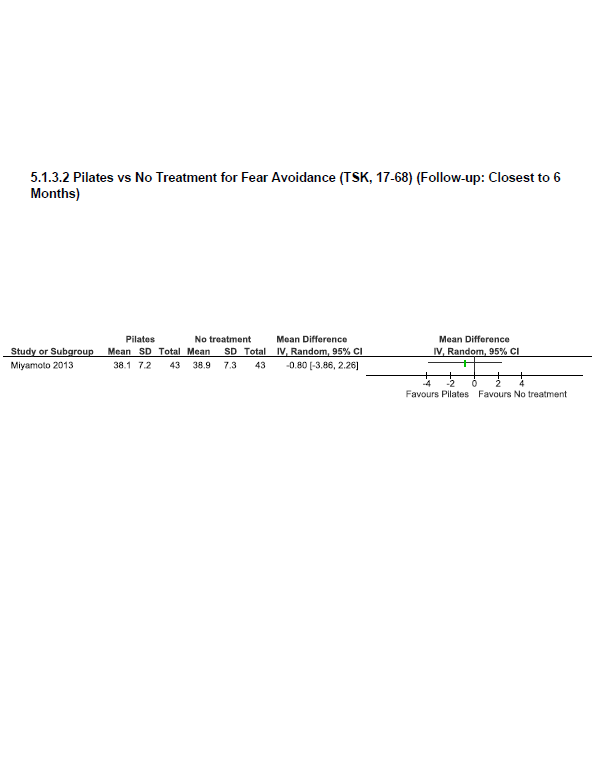 5.1.3.2 Pilates vs No Treatment for Fear Avoidance (TSK, 17-68) (Follow-up: Closest to 6
Months)
Pilates No treatment Mean Difference Mean Difference
Study or Subgroup Mean SD Total Mean SD Total IV, Random, 95% CI IV, Random, 95% CI
Miyamoto 2013 38.1 7.2 43 38.9 7.3 43 -0.80 [-3.86, 2.26]
-4 -2 0 2 4
Favours Pilates Favours No treatment